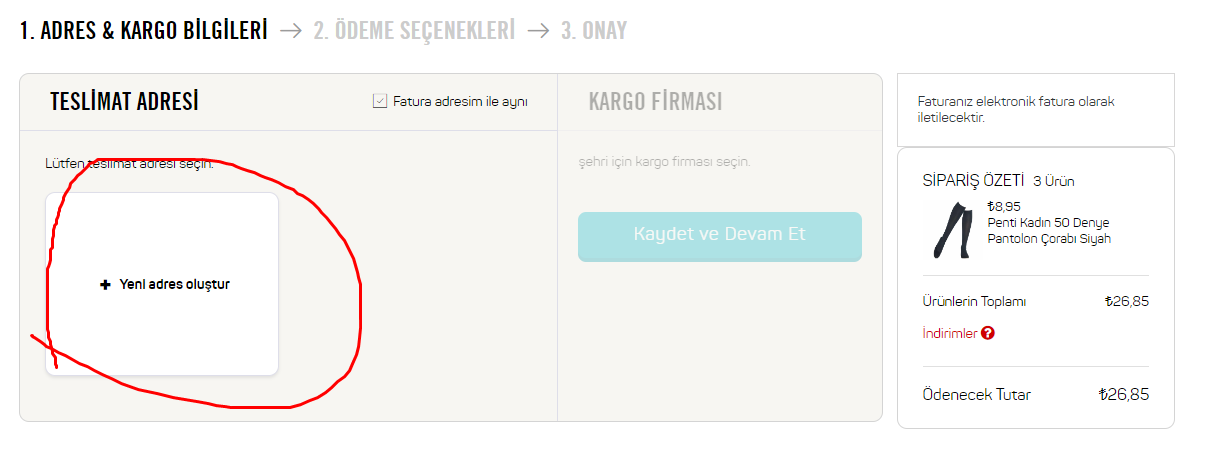 1. ADRES & KARGO BİLGİLERİ → 2. ÖDEME SEÇENEKLERİ → 3. ONAY
TESLİMAT ADRESİ
Fatura adresim ile aynı
Lütfen teslimat adresi seçin.
+ Yeni adres oluştur
KARGO FİRMASI
şehri için kargo firması seçin.
Kaydet ve Devam Et
Faturanız elektronik fatura olarak
iletilecektir.
SİPARİŞ ÖZETİ 3 Ürün
₺8,95
Penti Kadın 50 Denye
Pantolon Çorabı Siyah
Ürünlerin Toplamı ₺26,85
İndirimler ?
Ödenecek Tutar ₺26,85